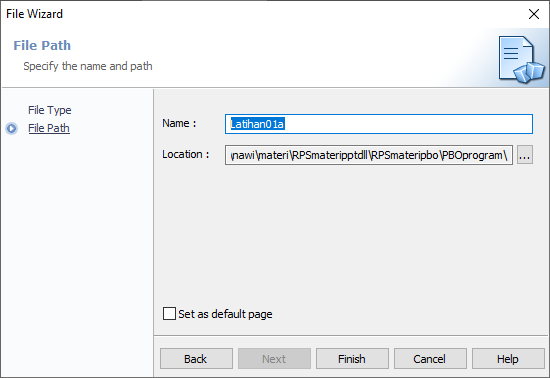 File Wizard
File Path
Specify the name and path
File Type
File Path
Name :
Latihan01a
Location :
\nawi\materi\RPSmateripptdll\RPSmateripbo\PBOprogram\
...
Set as default page
Back
Next
Finish
Cancel
Help